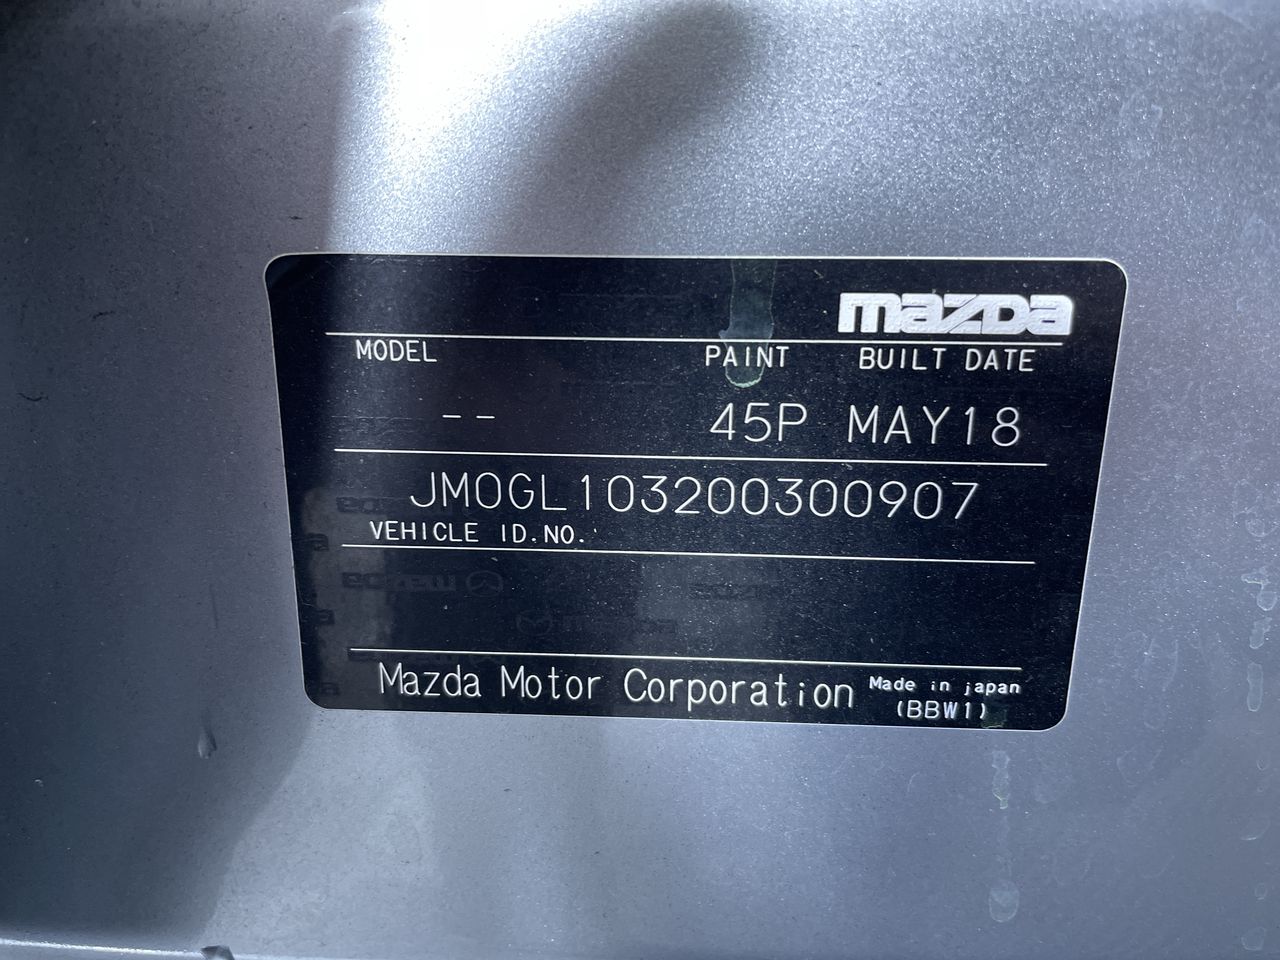 mazda
MODEL PAINT BUILT DATE
-- 45P MAY18
JM0GL103200300907
VEHICLE ID.NO.
Mazda Motor Corporation Made in japan
(BBW1)